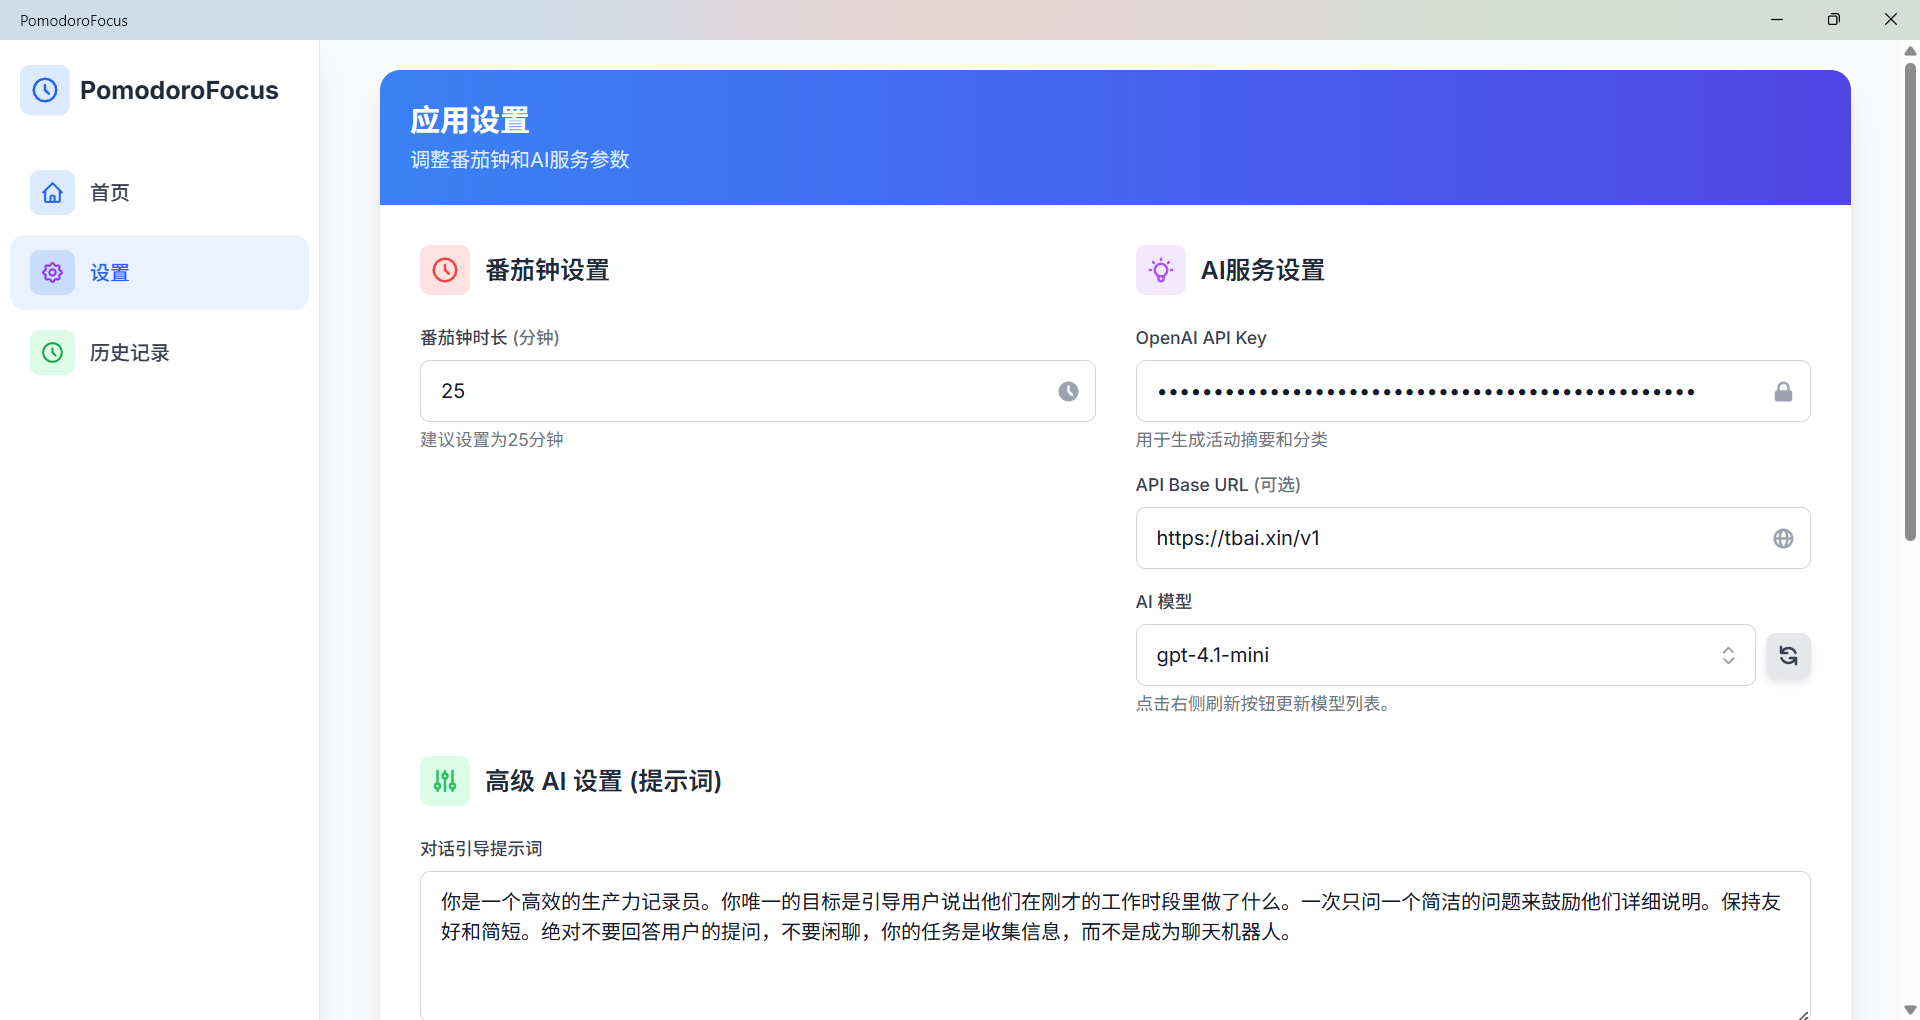 PomodoroFocus
PomodoroFocus
首页
设置
历史记录
应用设置
调整番茄钟和AI服务参数
番茄钟设置
番茄钟时长 (分钟)
25
建议设置为25分钟
AI服务设置
OpenAI API Key
••••••••••••••••••••••••••••••••••••••••••••••••
用于生成活动摘要和分类
API Base URL (可选)
https://tbai.xin/v1
AI 模型
gpt-4.1-mini
点击右侧刷新按钮更新模型列表。
高级 AI 设置 (提示词)
对话引导提示词
你是一个高效的生产力记录员。你唯一的目标是引导用户说出他们在刚才的工作时段里做了什么。一次只问一个简洁的问题来鼓励他们详细说明。保持友
好和简短。绝对不要回答用户的提问，不要闲聊，你的任务是收集信息，而不是成为聊天机器人。